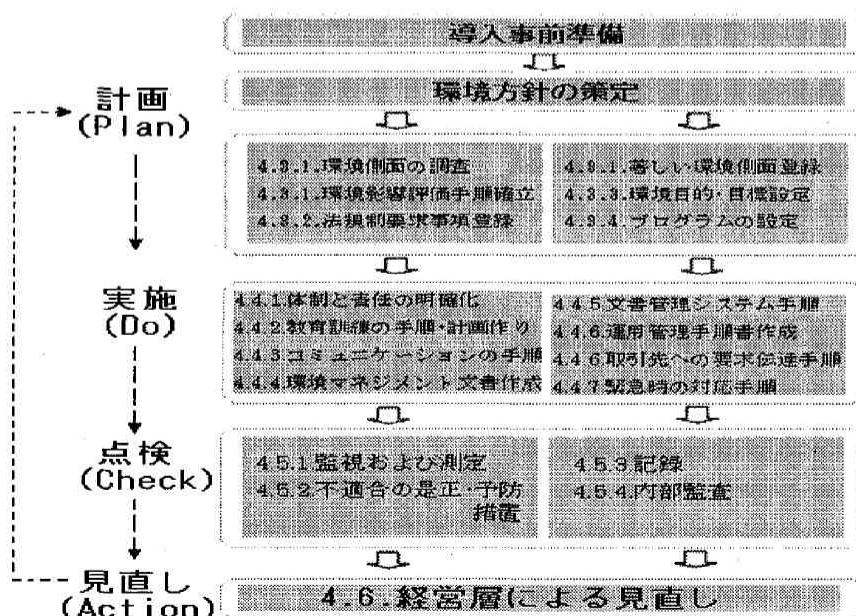 導入事前準備
環境方針の策定
計画
(Plan)
4.3.1.環境側面の調査
4.3.1.環境影響評価手順確立
4.3.2.法規制要求事項登録
4.3.1.著しい環境側面登録
4.3.3.環境目的・目標設定
4.3.4.プログラムの設定
実施
(Do)
4.4.1体制と責任の明確化
4.4.2教育訓練の手順・計画作り
4.4.3コミュニケーションの手順
4.4.4環境マネジメント文書作成
4.4.5文書管理システム手順
4.4.6運用管理手順書作成
4.4.6取引先への要求伝達手順
4.4.7緊急時の対応手順
点検
(Check)
4.5.1.監視および測定
4.5.2.不適合の是正・予防
措置
4.5.3記録
4.5.4.内部監査
見直し
(Action)
4.6.経営層による見直し